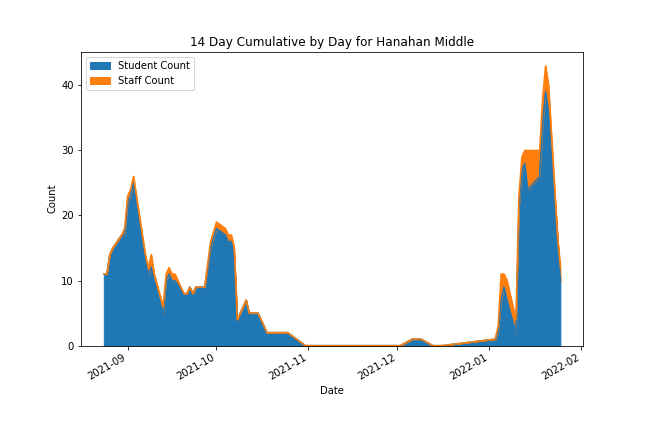 14 Day Cumulative by Day for Hanahan Middle
Student Count
Staff Count
Count
40
30
20
10
0
2021-09
2021-10
2021-11
2021-12
2022-01
2022-02
Date